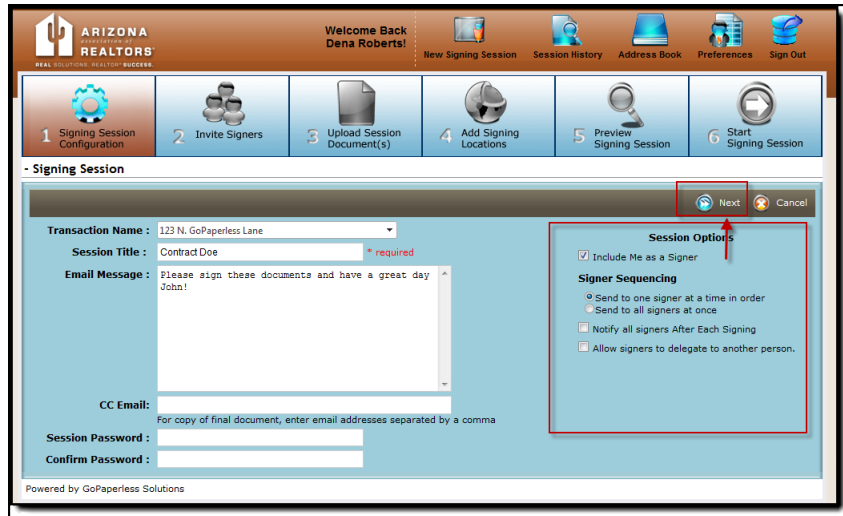 ARIZONA
association of
REALTORS®
REAL SOLUTIONS. REALTOR® SUCCESS.
Welcome Back
Dena Roberts!
New Signing Session
Session History
Address Book
Preferences
Sign Out
1 Signing Session
Configuration
2 Invite Signers
3 Upload Session
Document(s)
4 Add Signing
Locations
5 Preview
Signing Session
6 Start
Signing Session
- Signing Session
Next
Cancel
Transaction Name : 123 N. GoPaperless Lane
Session Title : Contract Doe * required
Email Message : Please sign these documents and have a great day
John!
CC Email:
For copy of final document, enter email addresses separated by a comma
Session Password :
Confirm Password :
Session Options
Include Me as a Signer
Signer Sequencing
Send to one signer at a time in order
Send to all signers at once
Notify all signers After Each Signing
Allow signers to delegate to another person.
Powered by GoPaperless Solutions